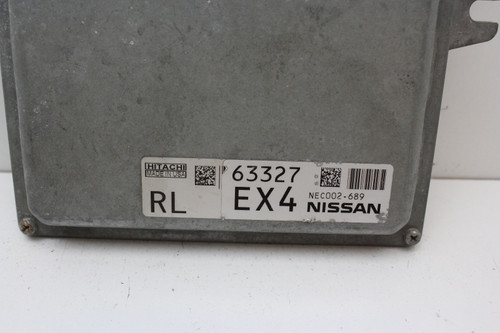 HITACHI
MADE IN USA
RL
63327
EX4
NEC002-689
NISSAN